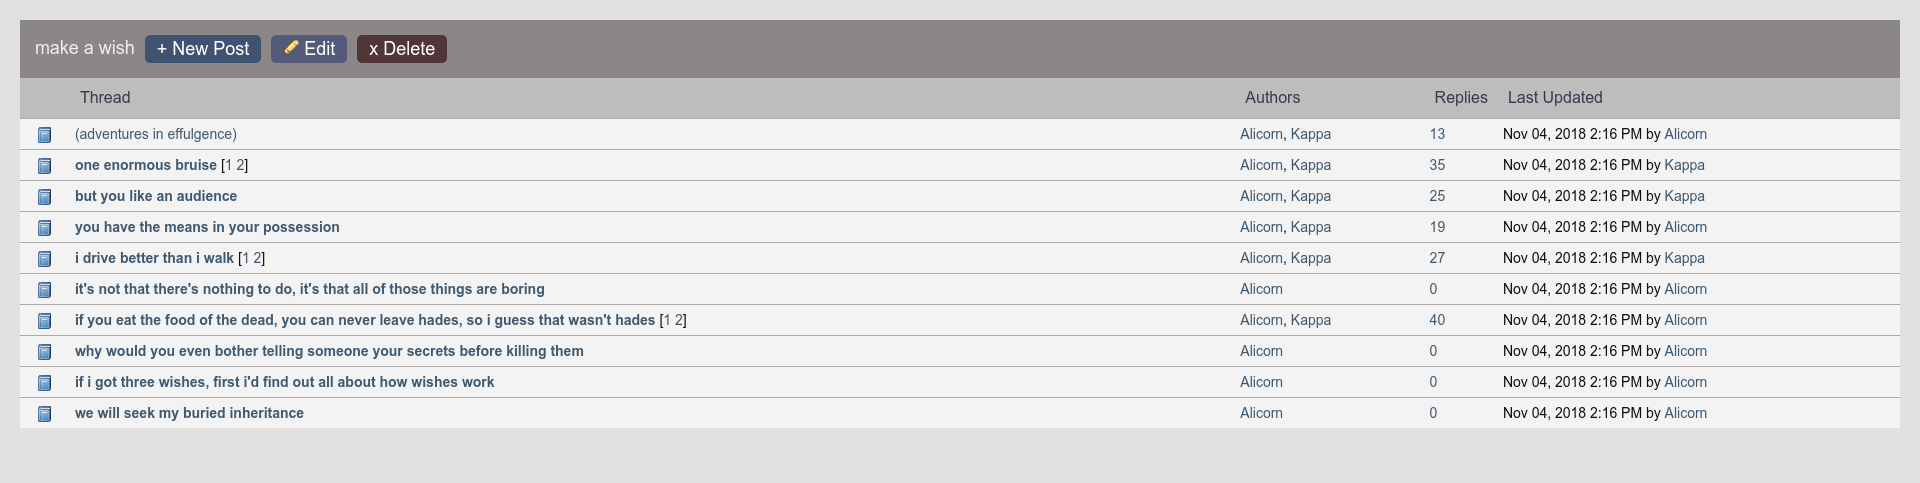 make a wish + New Post Edit x Delete
Thread Authors Replies Last Updated
(adventures in effulgence) Alicorn, Kappa 13 Nov 04, 2018 2:16 PM by Alicorn
one enormous bruise [1 2] Alicorn, Kappa 35 Nov 04, 2018 2:16 PM by Kappa
but you like an audience Alicorn, Kappa 25 Nov 04, 2018 2:16 PM by Kappa
you have the means in your possession Alicorn, Kappa 19 Nov 04, 2018 2:16 PM by Alicorn
i drive better than i walk [1 2] Alicorn, Kappa 27 Nov 04, 2018 2:16 PM by Kappa
it's not that there's nothing to do, it's that all of those things are boring Alicorn 0 Nov 04, 2018 2:16 PM by Alicorn
if you eat the food of the dead, you can never leave hades, so i guess that wasn't hades [1 2] Alicorn, Kappa 40 Nov 04, 2018 2:16 PM by Alicorn
why would you even bother telling someone your secrets before killing them Alicorn 0 Nov 04, 2018 2:16 PM by Alicorn
if i got three wishes, first i'd find out all about how wishes work Alicorn 0 Nov 04, 2018 2:16 PM by Alicorn
we will seek my buried inheritance Alicorn 0 Nov 04, 2018 2:16 PM by Alicorn